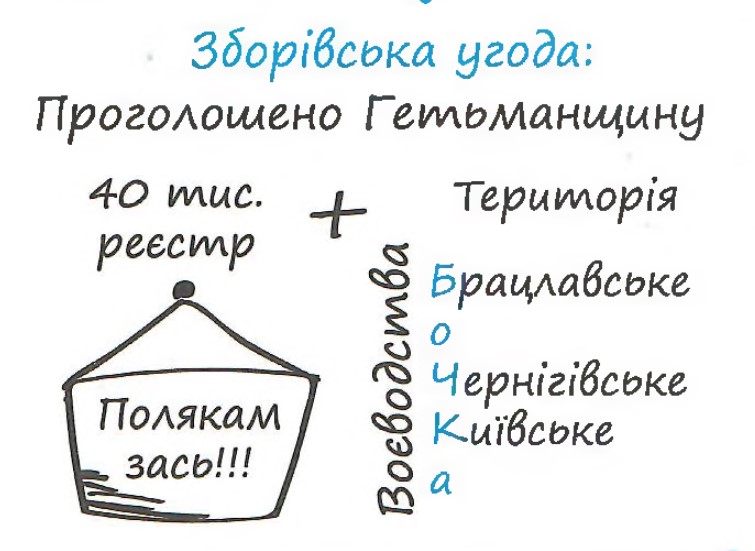 Зборівська угода:
Проголошено Гетьманщину
40 тис.
реєстр
+
Територія
Воєводства
Брацлавське
о
Чернігівське
Київське
а
Полякам
зась!!!